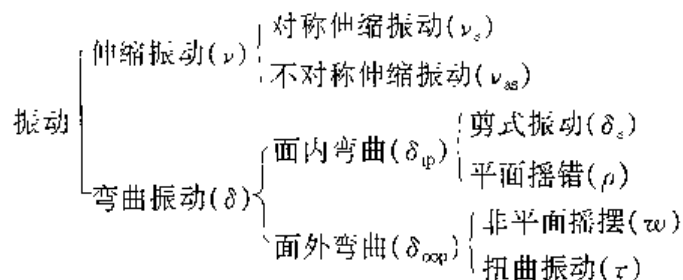 对称伸缩振动(νs)
伸缩振动(ν)
不对称伸缩振动(νas)
振动
剪式振动(δs)
面内弯曲(δip)
平面摇错(ρ)
弯曲振动(δ)
非平面摇摆(w)
面外弯曲(δoop)
扭曲振动(τ)